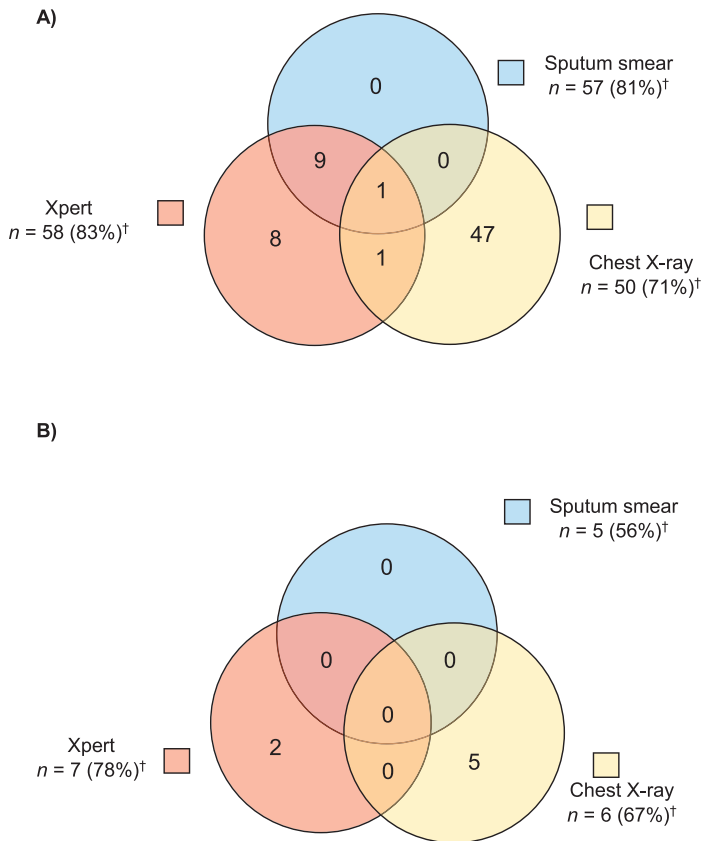 A)
Sputum smear
n = 57 (81%)†
0
9
0
1
Xpert
n = 58 (83%)†
8
47
1
Chest X-ray
n = 50 (71%)†
B)
Sputum smear
n = 5 (56%)†
0
0
0
0
Xpert
n = 7 (78%)†
2
5
0
Chest X-ray
n = 6 (67%)†